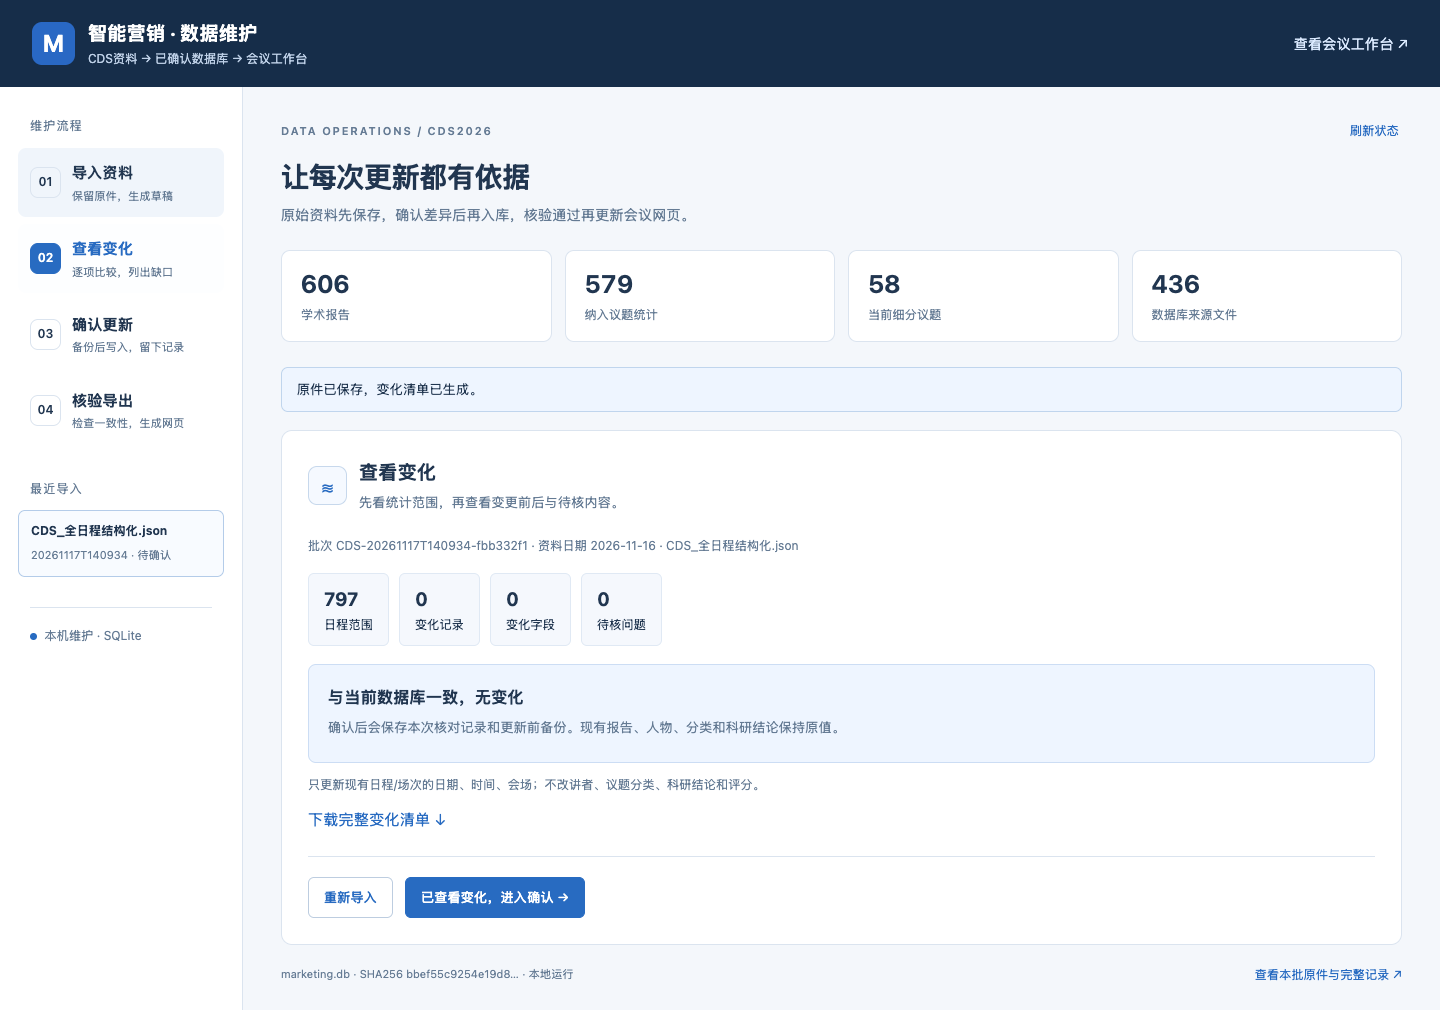 M
智能营销 · 数据维护
CDS资料 → 已确认数据库 → 会议工作台
查看会议工作台 ↗
维护流程
01
导入资料
保留原件，生成草稿
02
查看变化
逐项比较，列出缺口
03
确认更新
备份后写入，留下记录
04
核验导出
检查一致性，生成网页
最近导入
CDS_全日程结构化.json
20261117T140934 · 待确认
本机维护 · SQLite
DATA OPERATIONS / CDS2026
刷新状态
让每次更新都有依据
原始资料先保存，确认差异后再入库，核验通过再更新会议网页。
606
学术报告
579
纳入议题统计
58
当前细分议题
436
数据库来源文件
原件已保存，变化清单已生成。
≋
查看变化
先看统计范围，再查看变更前后与待核内容。
批次 CDS-20261117T140934-fbb332f1 · 资料日期 2026-11-16 · CDS_全日程结构化.json
797
日程范围
0
变化记录
0
变化字段
0
待核问题
与当前数据库一致，无变化
确认后会保存本次核对记录和更新前备份。现有报告、人物、分类和科研结论保持原值。
只更新现有日程/场次的日期、时间、会场；不改讲者、议题分类、科研结论和评分。
下载完整变化清单 ↓
重新导入
已查看变化，进入确认 →
marketing.db · SHA256 bbef55c9254e19d8… · 本地运行
查看本批原件与完整记录 ↗